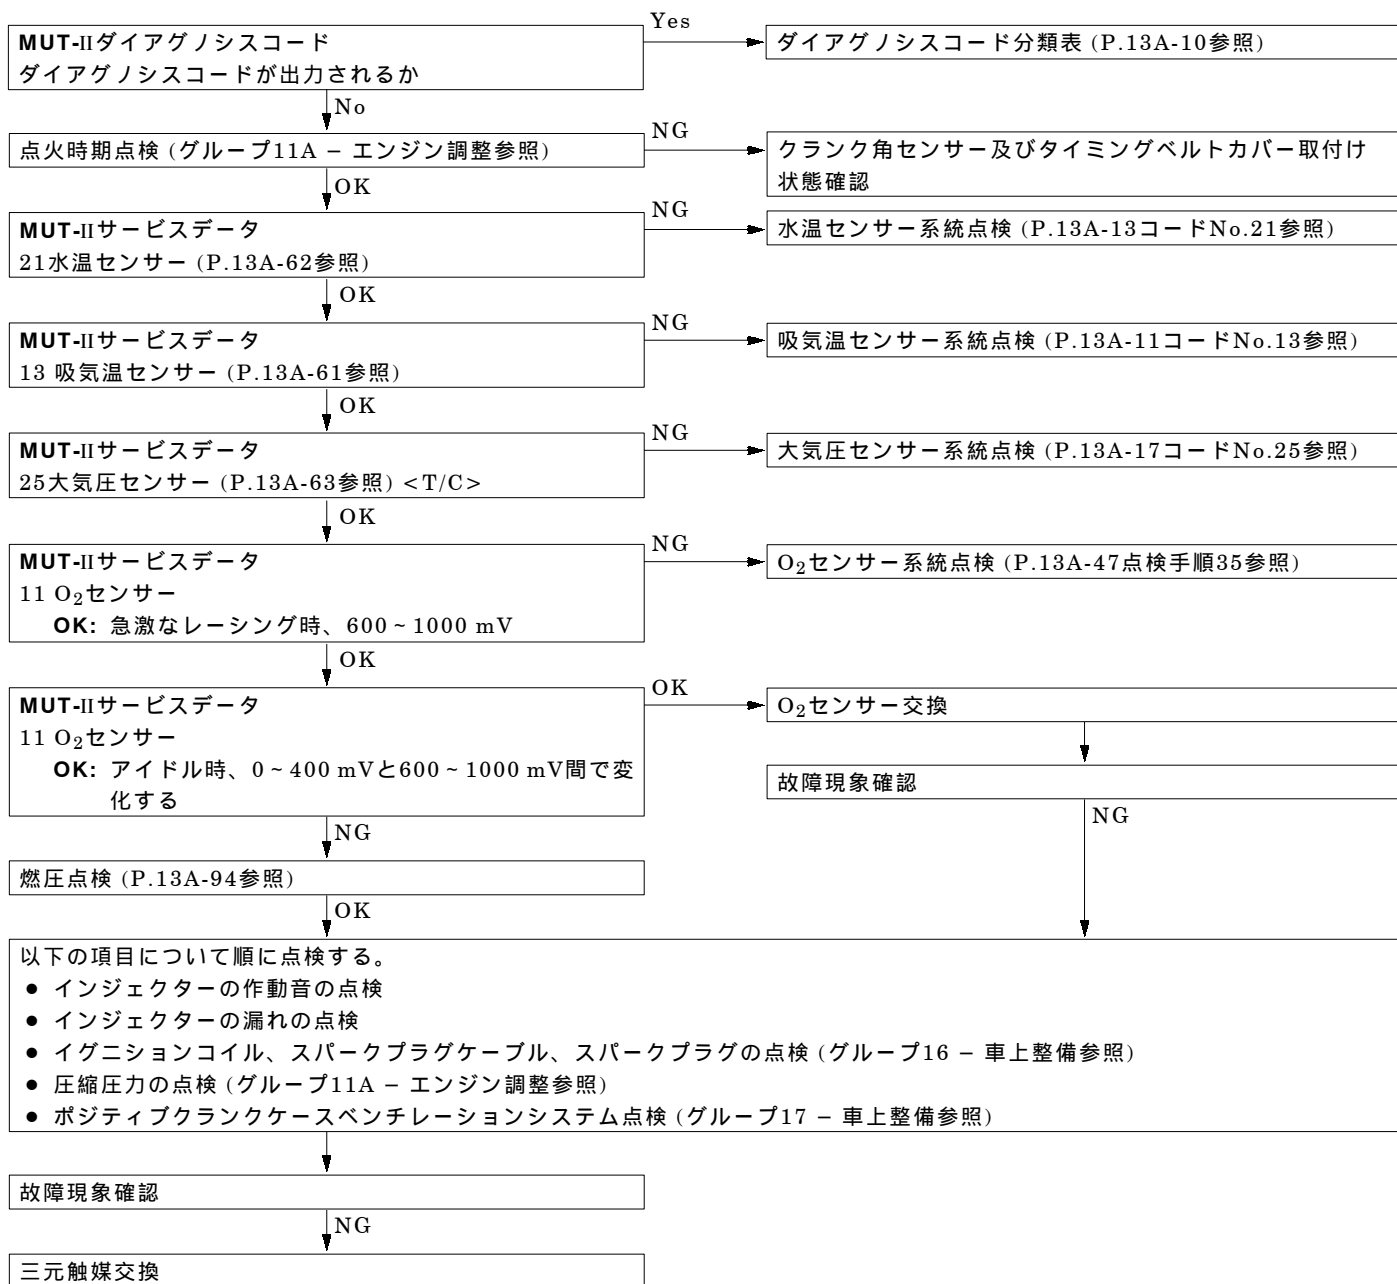 MUT-IIダイアグノシスコード
ダイアグノシスコードが出力されるか
Yes
ダイアグノシスコード分類表 (P.13A-10参照)
No
点火時期点検 (グループ11A – エンジン調整参照)
NG
クランク角センサー及びタイミングベルトカバー取付け
状態確認
OK
MUT-IIサービスデータ
21水温センサー (P.13A-62参照)
NG
水温センサー系統点検 (P.13A-13コードNo.21参照)
OK
MUT-IIサービスデータ
13 吸気温センサー (P.13A-61参照)
NG
吸気温センサー系統点検 (P.13A-11コードNo.13参照)
OK
MUT-IIサービスデータ
25大気圧センサー (P.13A-63参照) <T/C>
NG
大気圧センサー系統点検 (P.13A-17コードNo.25参照)
OK
MUT-IIサービスデータ
11 O₂センサー
OK: 急激なレーシング時、600~1000 mV
NG
O₂センサー系統点検 (P.13A-47点検手順35参照)
OK
MUT-IIサービスデータ
11 O₂センサー
OK: アイドル時、0~400 mVと600~1000 mV間で変
化する
OK
O₂センサー交換
故障現象確認
NG
NG
燃圧点検 (P.13A-94参照)
OK
以下の項目について順に点検する。
● インジェクターの作動音の点検
● インジェクターの漏れの点検
● イグニションコイル、スパークプラグケーブル、スパークプラグの点検 (グループ16 – 車上整備参照)
● 圧縮圧力の点検 (グループ11A – エンジン調整参照)
● ポジティブクランクケースベンチレーションシステム点検 (グループ17 – 車上整備参照)
故障現象確認
NG
三元触媒交換